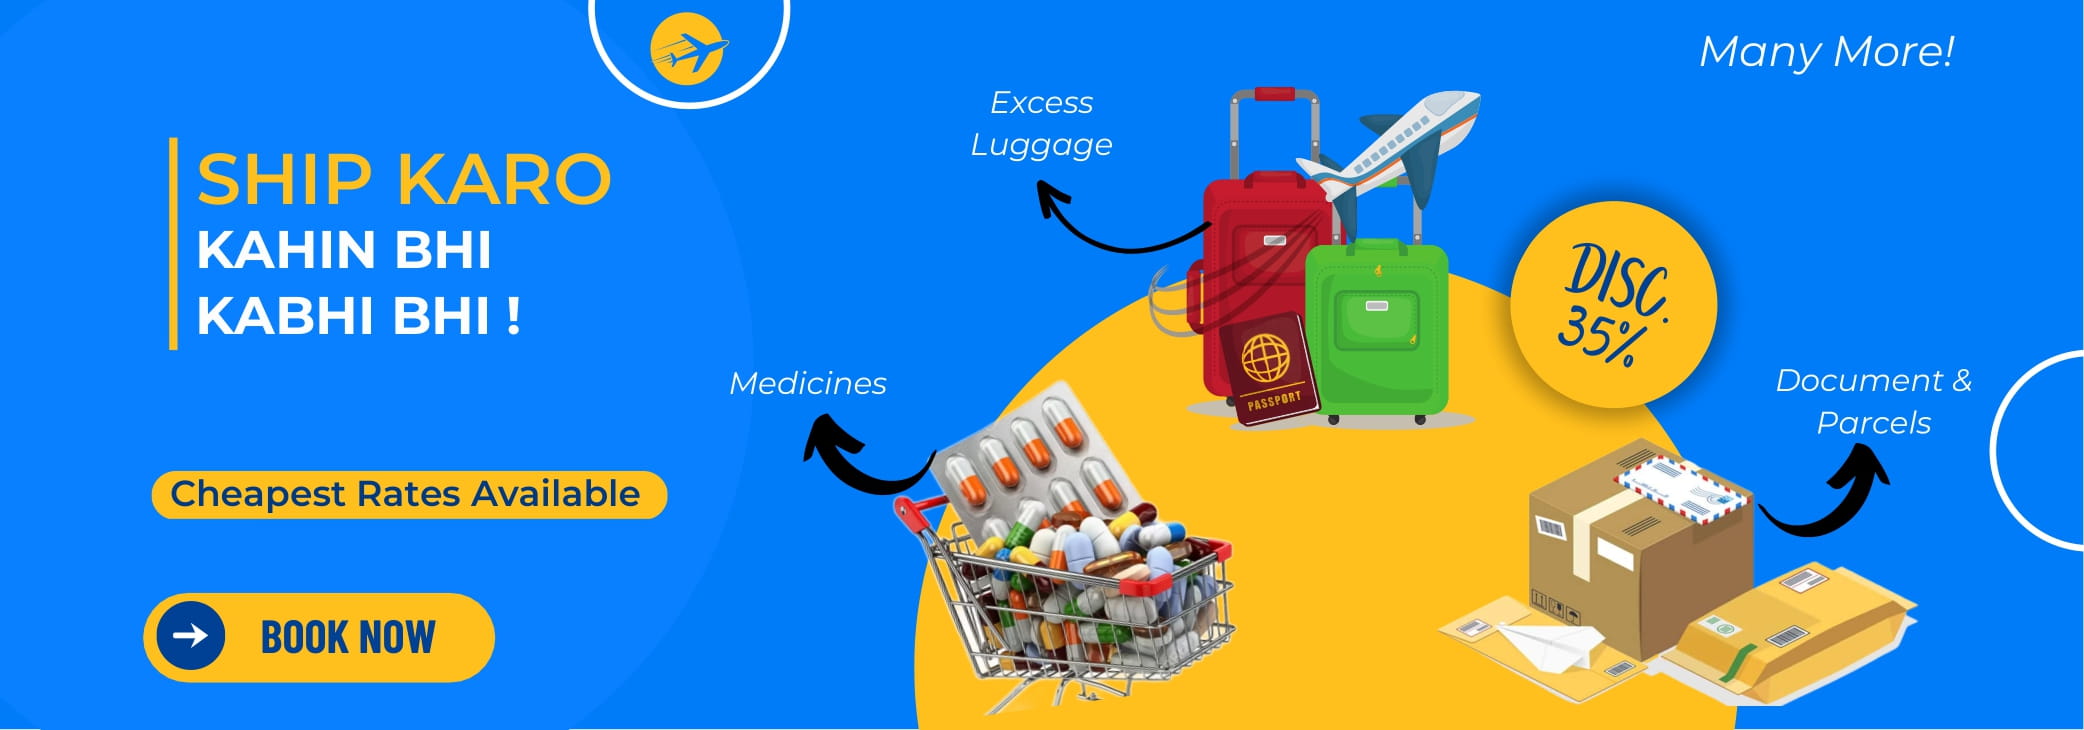 SHIP KARO
KAHIN BHI
KABHI BHI !
Cheapest Rates Available
BOOK NOW
Many More!
Excess
Luggage
PASSPORT
DISC.
35%
Medicines
Document &
Parcels